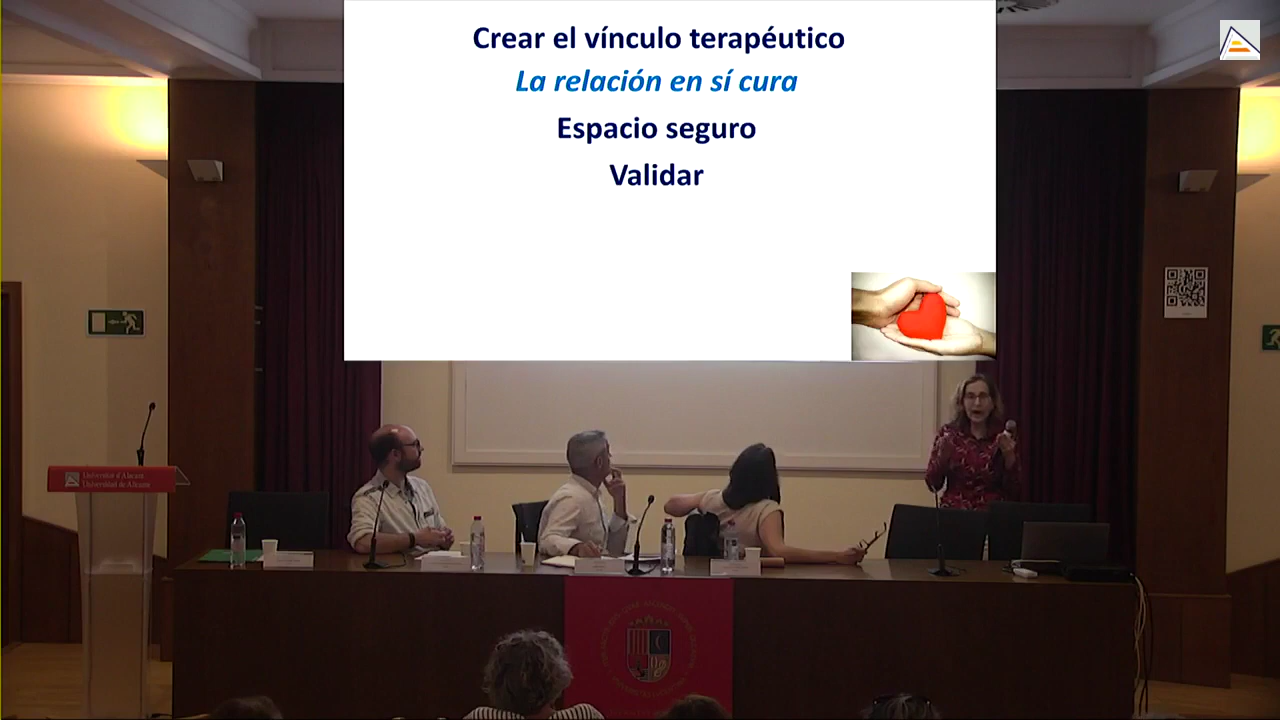 Crear el vínculo terapéutico
La relación en sí cura
Espacio seguro
Validar
Universitat d'Alacant
Universidad de Alicante